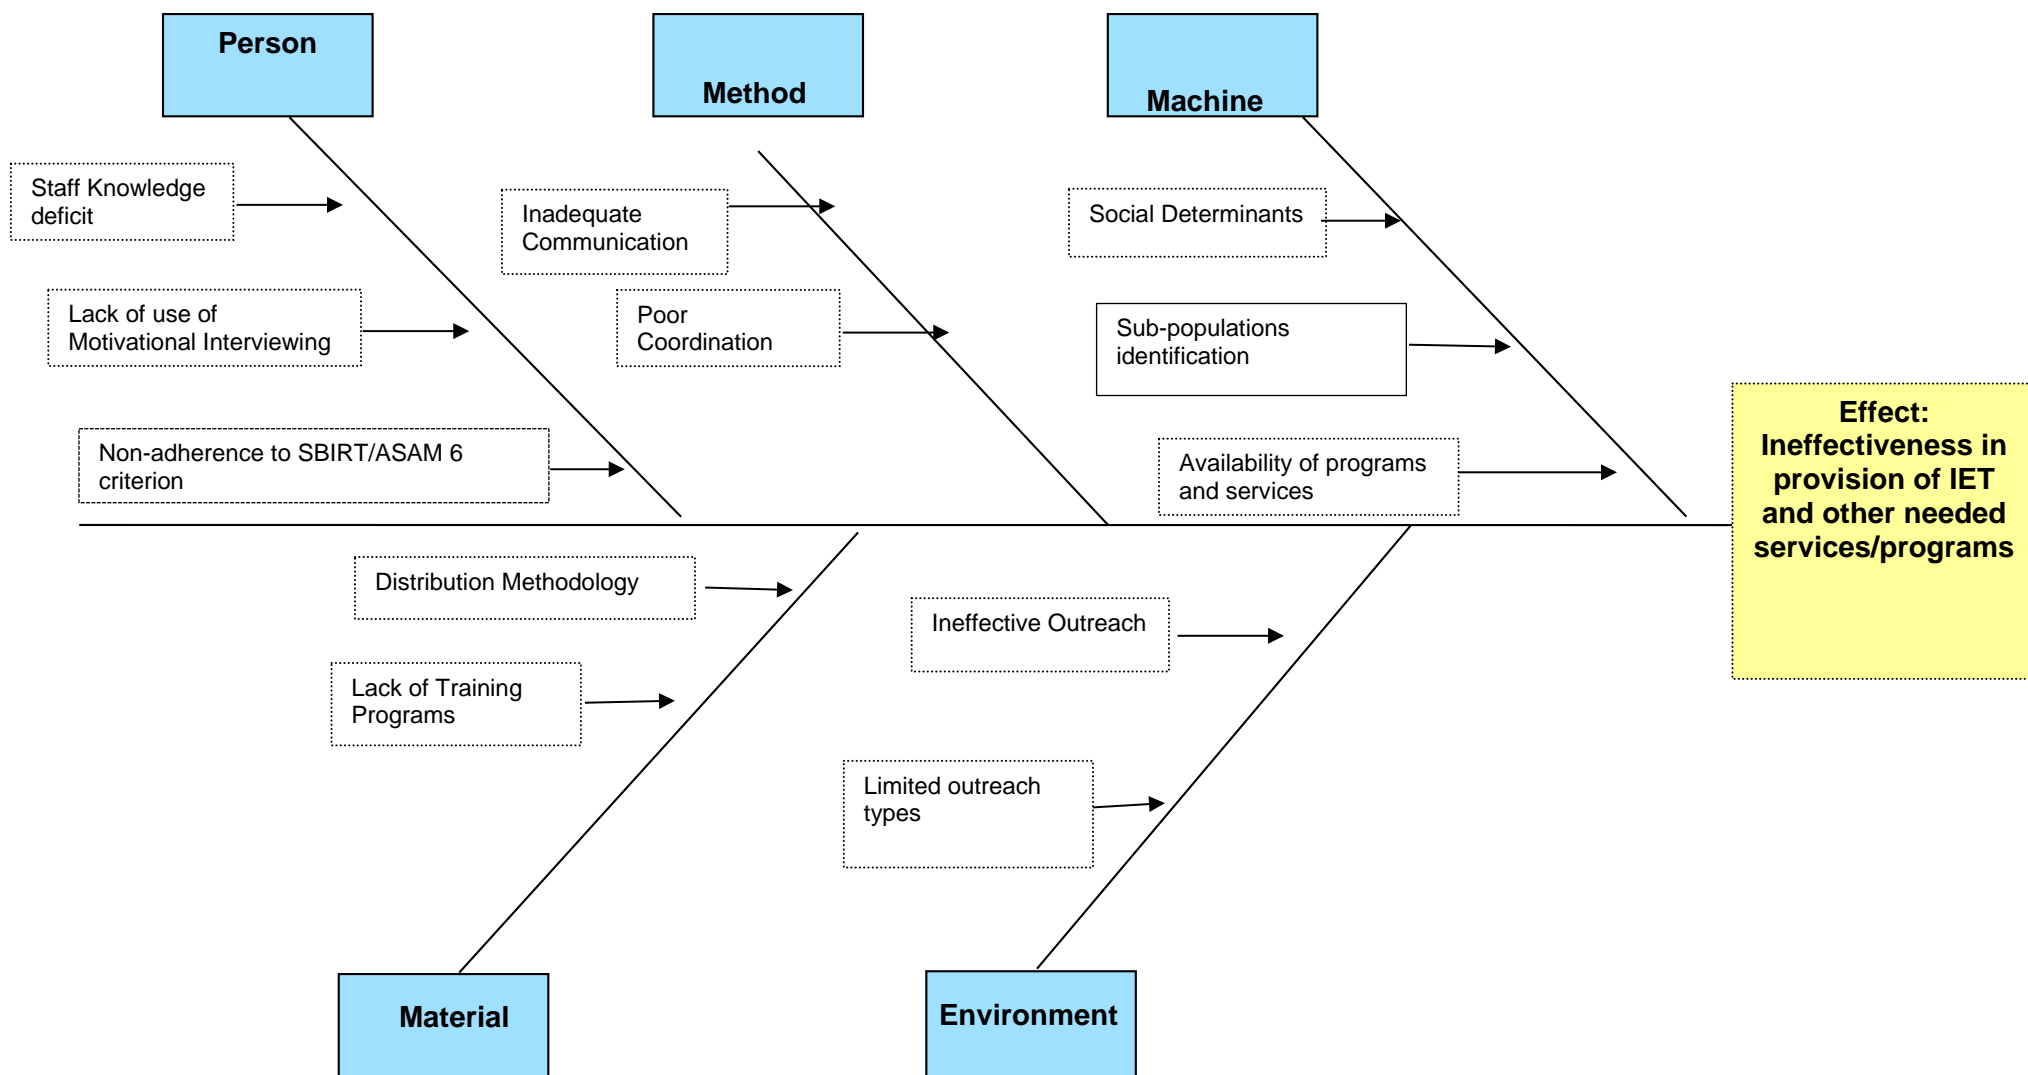 Person
Method
Machine
Staff Knowledge
deficit
Inadequate
Communication
Social Determinants
Lack of use of
Motivational Interviewing
Poor
Coordination
Sub-populations
identification
Non-adherence to SBIRT/ASAM 6
criterion
Availability of programs
and services
Effect:
Ineffectiveness in
provision of IET
and other needed
services/programs
Distribution Methodology
Ineffective Outreach
Lack of Training
Programs
Limited outreach
types
Material
Environment